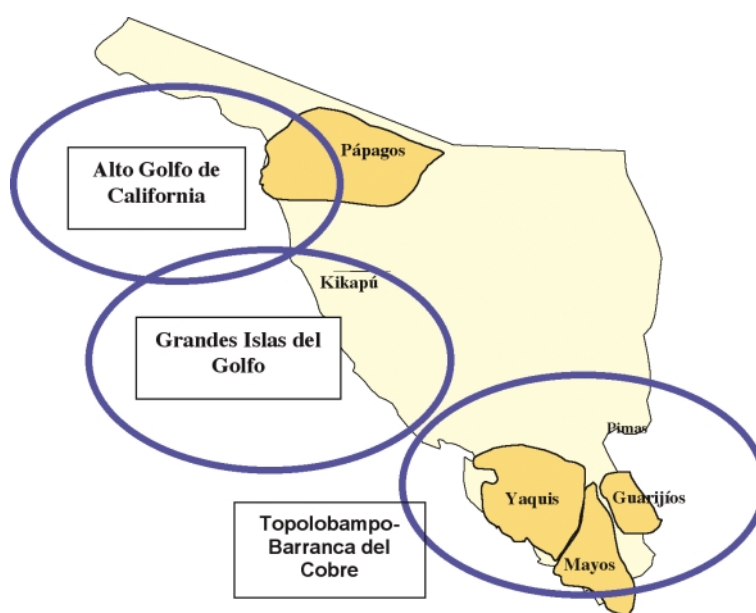 Pápagos
Alto Golfo de
California
Kikapú
Grandes Islas del
Golfo
Pimas
Yaquis
Guarijíos
Topolobampo-
Barranca del
Cobre
Mayos